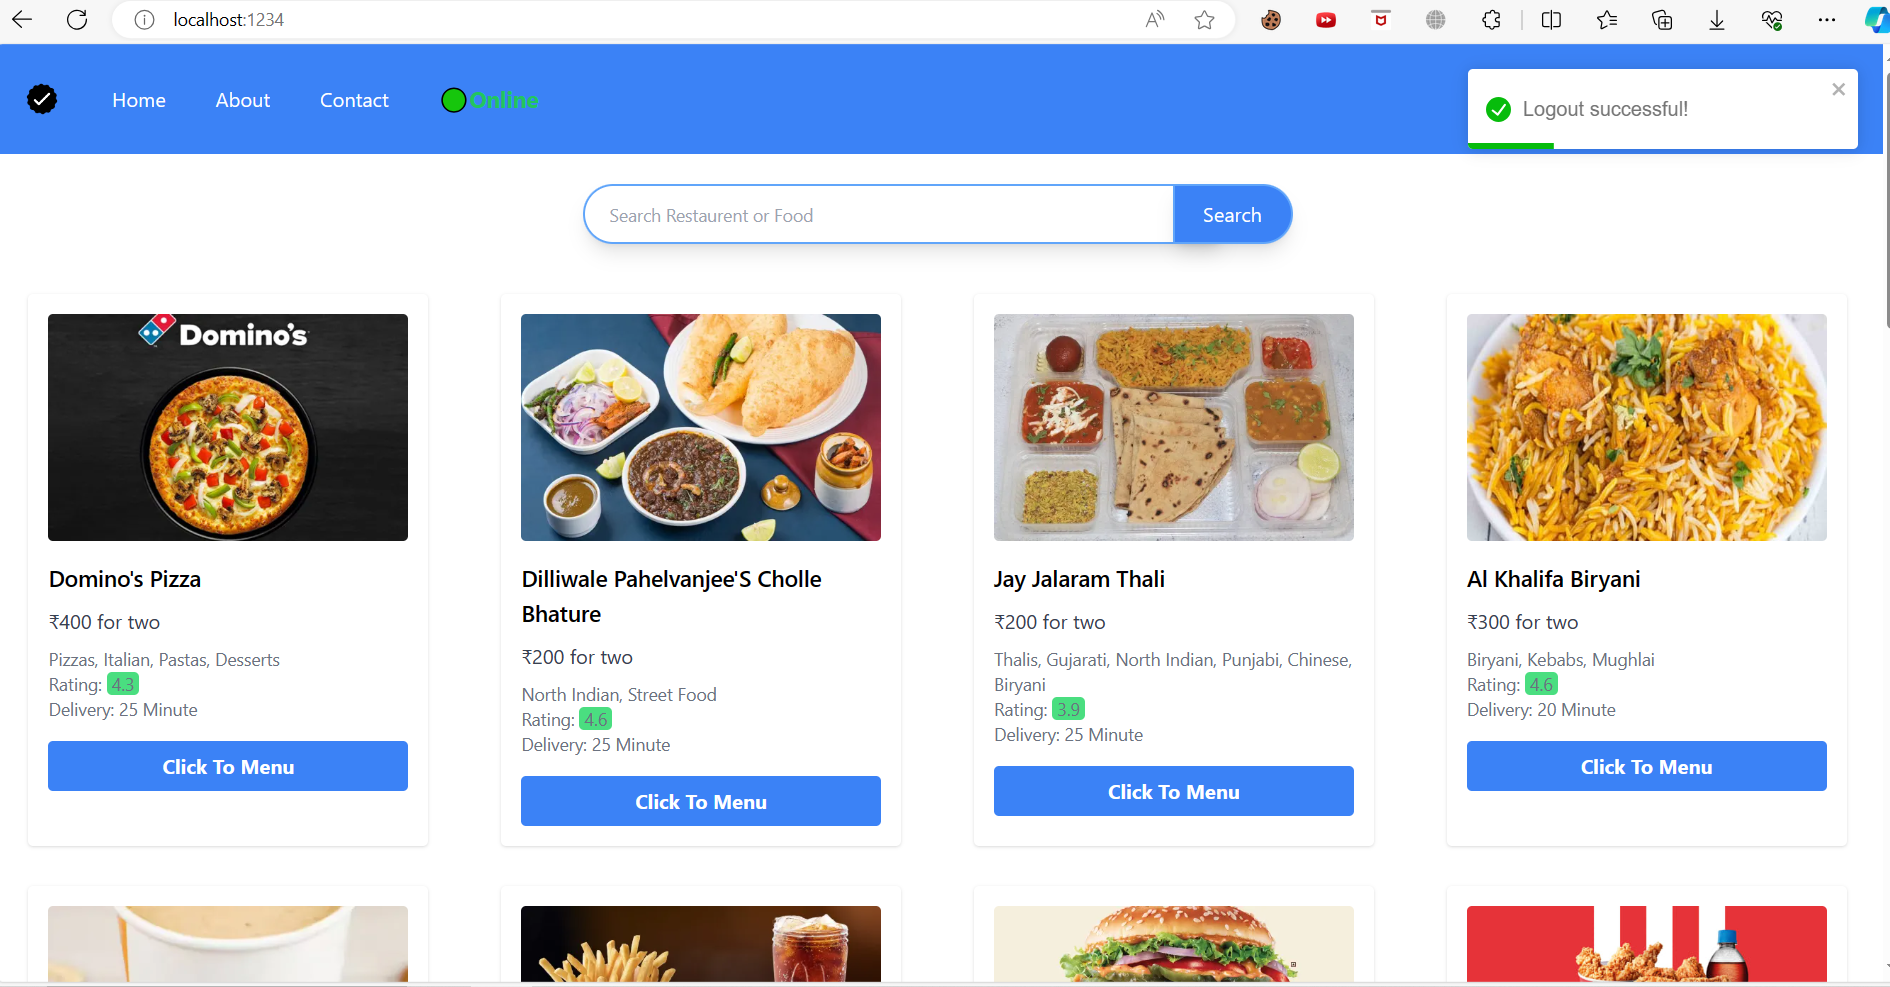 localhost:1234
Home
About
Contact
Online
Logout successful!
Search Restaurent or Food
Search
Domino's
Domino's Pizza
₹400 for two
Pizzas, Italian, Pastas, Desserts
Rating: 4.3
Delivery: 25 Minute
Click To Menu
Dilliwale Pahelvanjee'S Cholle
Bhature
₹200 for two
North Indian, Street Food
Rating: 4.6
Delivery: 25 Minute
Click To Menu
Jay Jalaram Thali
₹200 for two
Thalis, Gujarati, North Indian, Punjabi, Chinese,
Biryani
Rating: 3.9
Delivery: 25 Minute
Click To Menu
Al Khalifa Biryani
₹300 for two
Biryani, Kebabs, Mughlai
Rating: 4.6
Delivery: 20 Minute
Click To Menu